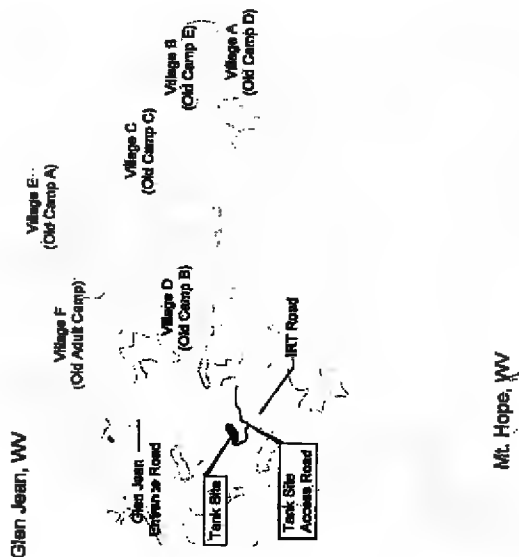 Glen Jean, WV
Village F
(Old Adult Camp)
Village E
(Old Camp A)
Village C
(Old Camp C)
Village B
(Old Camp E)
Village A
(Old Camp D)
Village D
(Old Camp B)
Glen Jean
Entrance Road
Tank Site
Tank Site
Access Road
IRT Road
Mt. Hope, WV